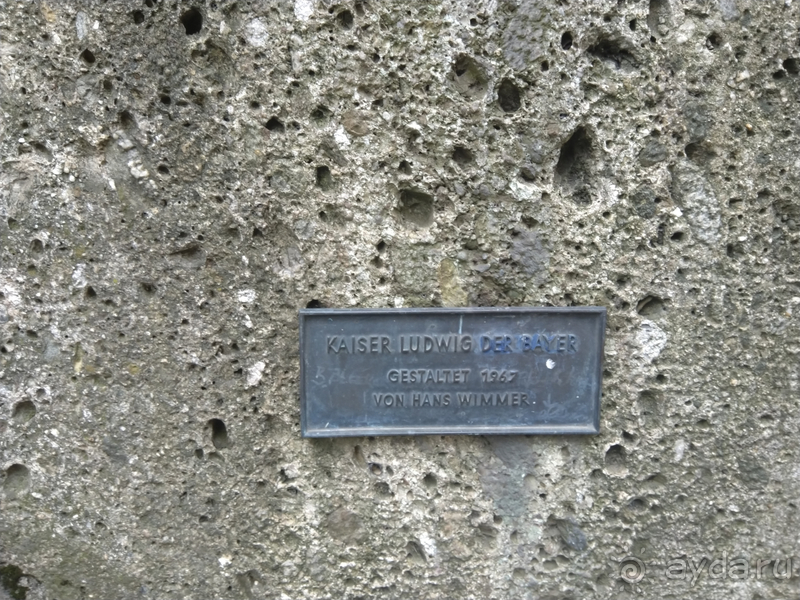 KAISER LUDWIG DER BAYER
GESTALTET 1967
VON HANS WIMMER
ayda.ru